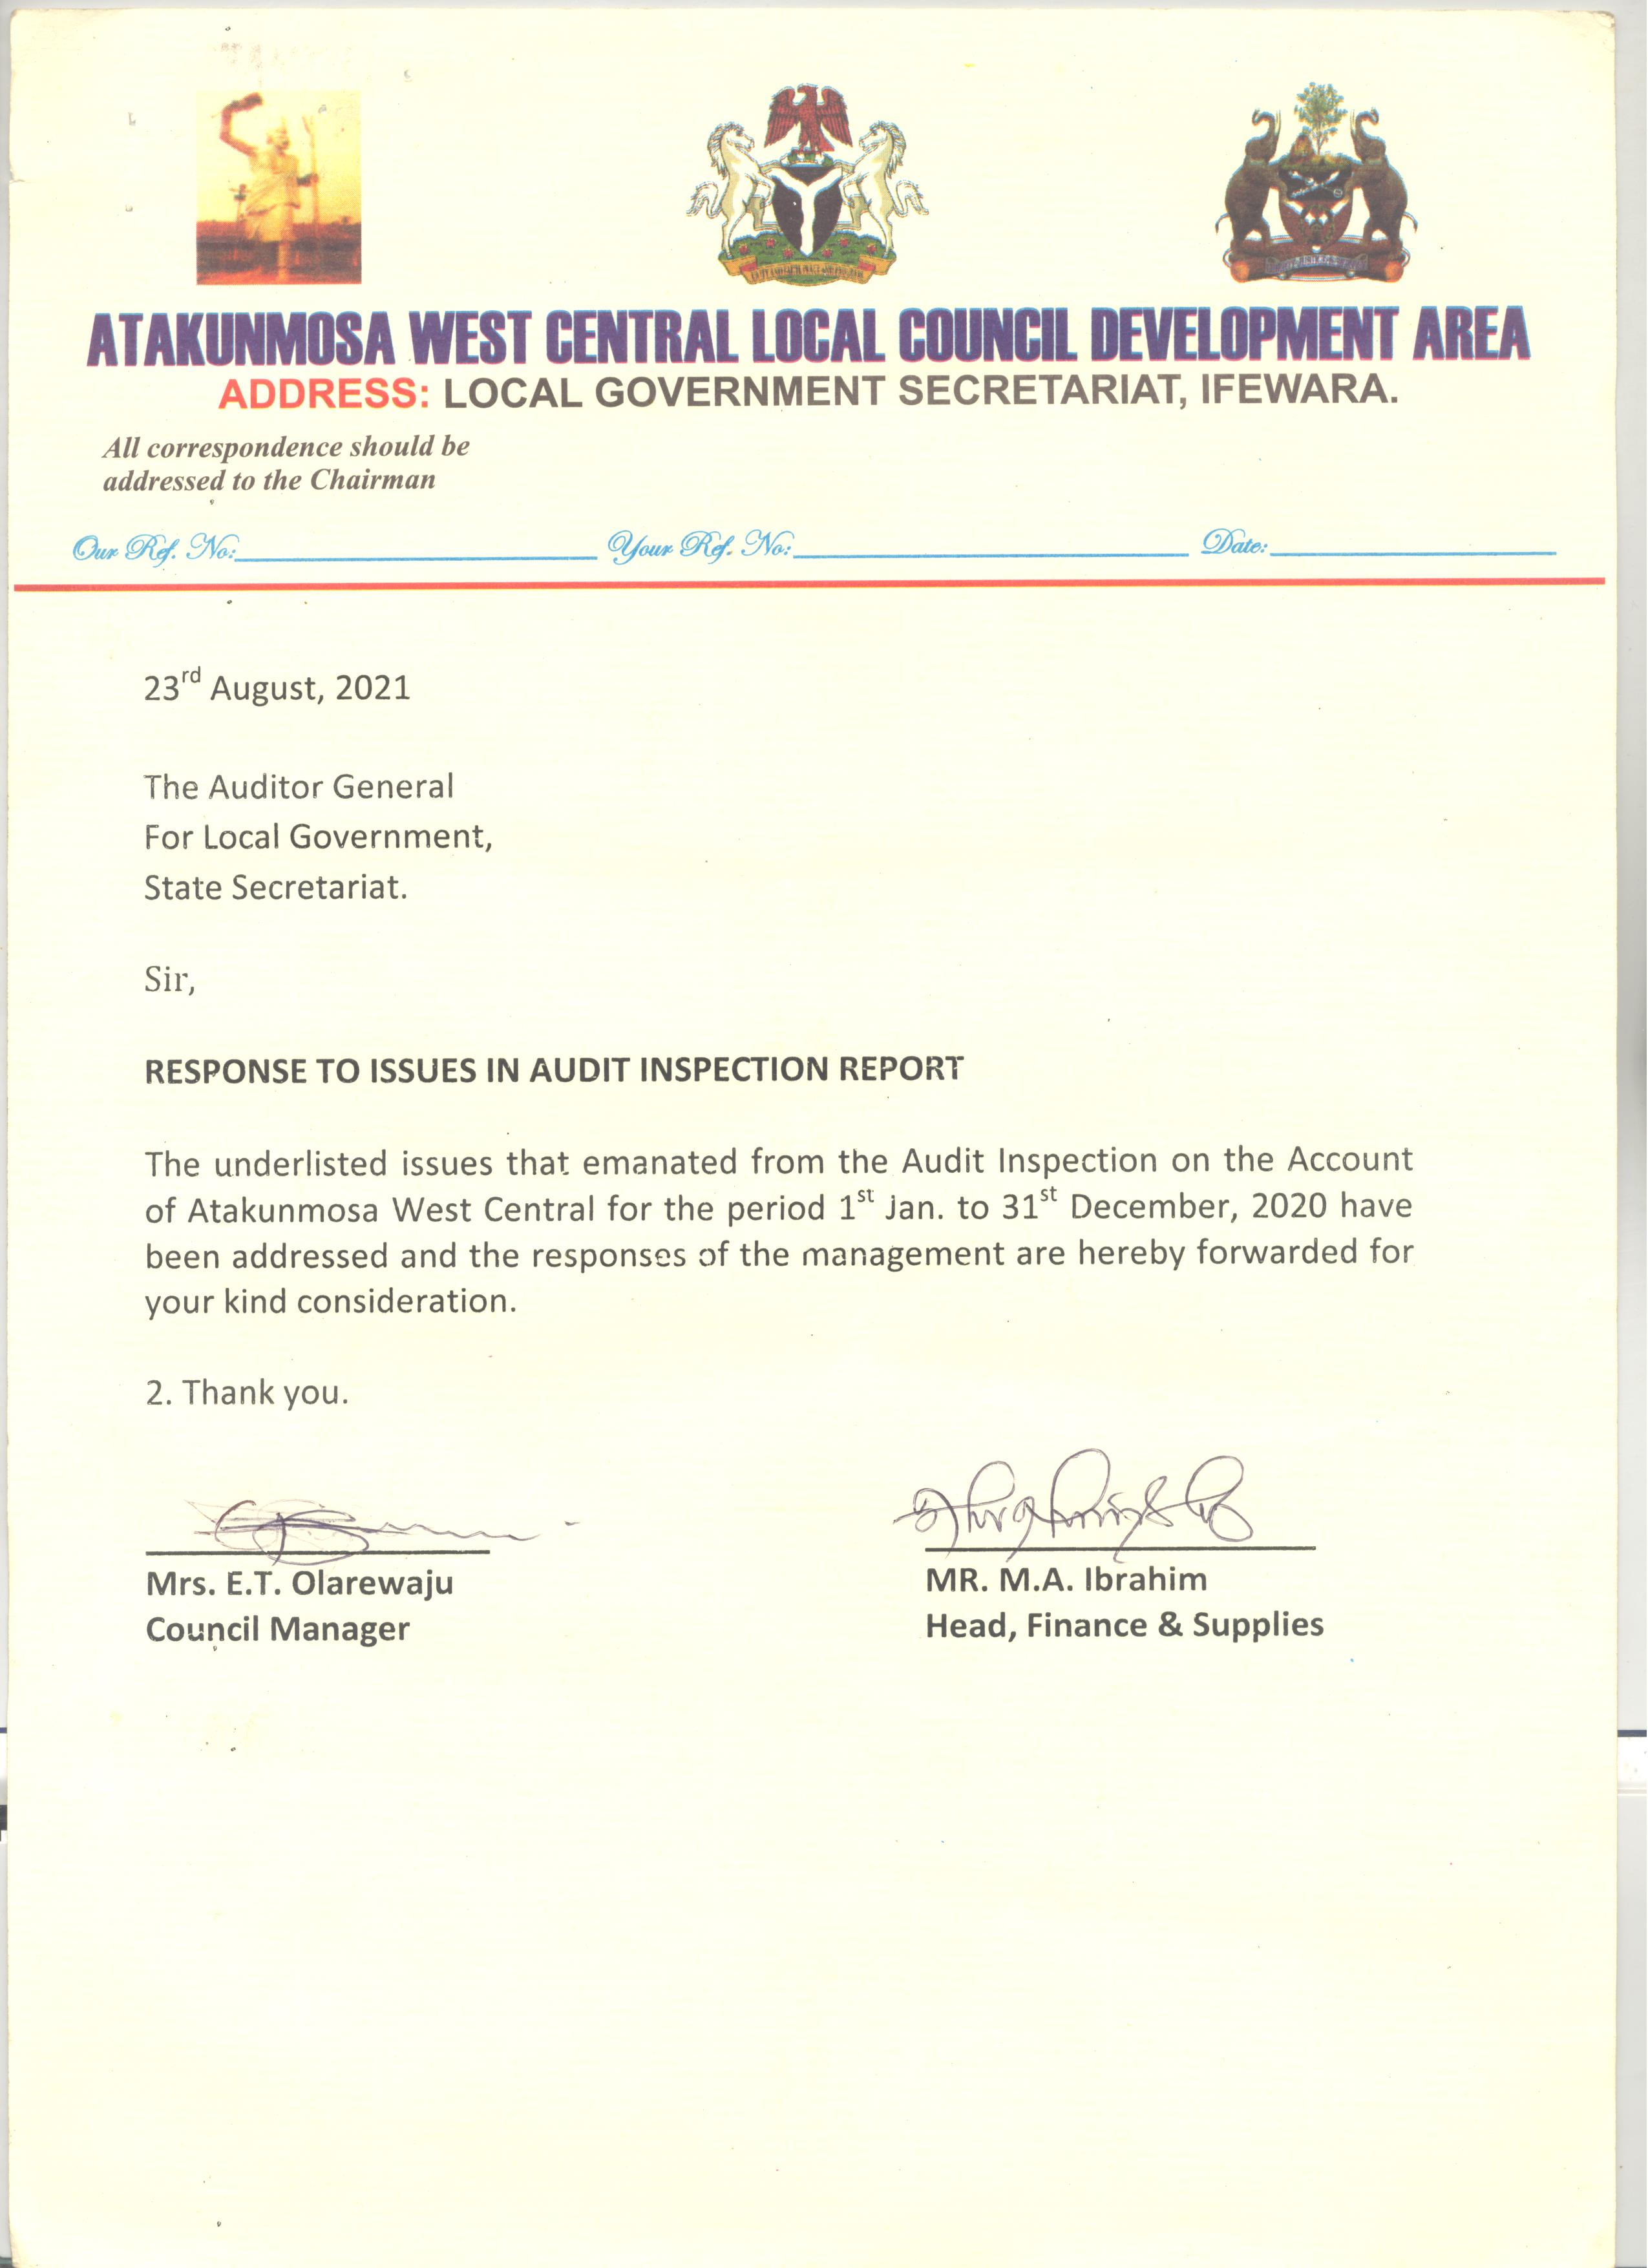 ATAKUNMOSA WEST CENTRAL LOCAL COUNCIL DEVELOPMENT AREA
ADDRESS: LOCAL GOVERNMENT SECRETARIAT, IFEWARA.
All correspondence should be
addressed to the Chairman
Our Ref. No: Your Ref. No: Date:
23rd August, 2021
The Auditor General
For Local Government,
State Secretariat.
Sir,
RESPONSE TO ISSUES IN AUDIT INSPECTION REPORT
The underlisted issues that emanated from the Audit Inspection on the Account
of Atakunmosa West Central for the period 1st Jan. to 31st December, 2020 have
been addressed and the responses of the management are hereby forwarded for
your kind consideration.
2. Thank you.
Mrs. E.T. Olarewaju
Council Manager
MR. M.A. Ibrahim
Head, Finance & Supplies